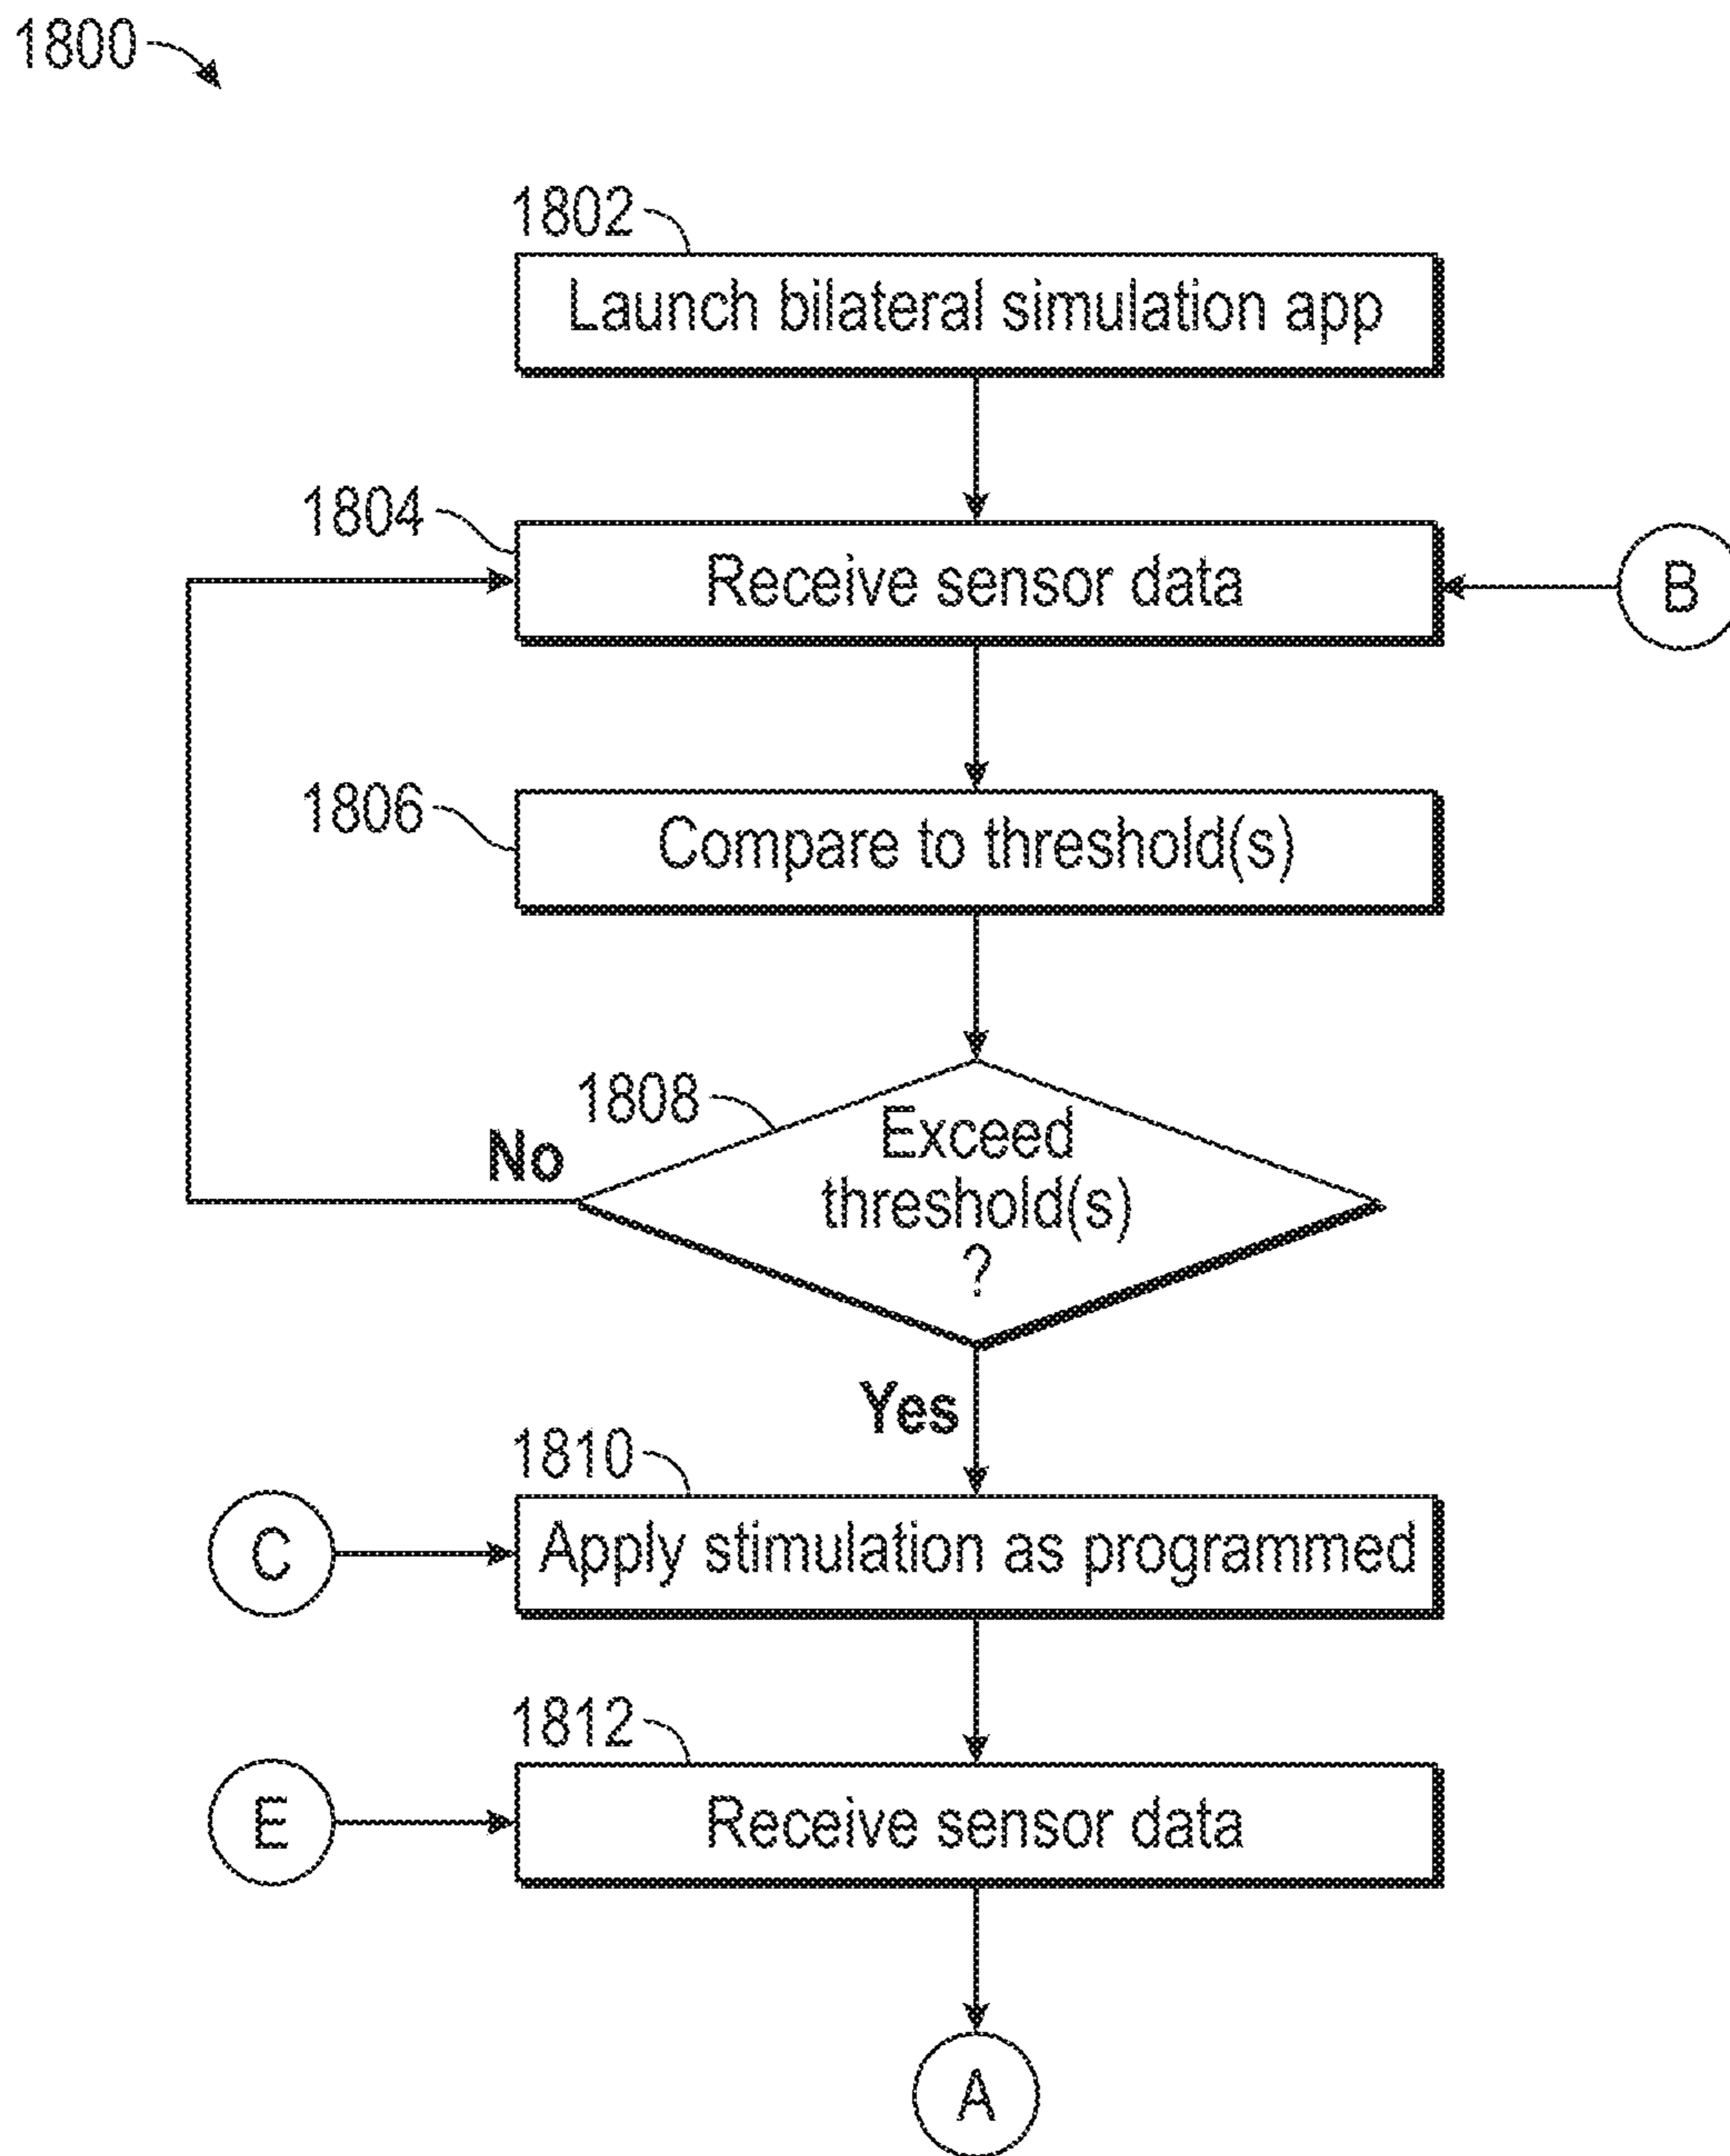 1800
1802
Launch bilateral simulation app
1804
Receive sensor data
B
1806
Compare to threshold(s)
1808
Exceed
threshold(s)
?
No
Yes
1810
C
Apply stimulation as programmed
1812
E
Receive sensor data
A